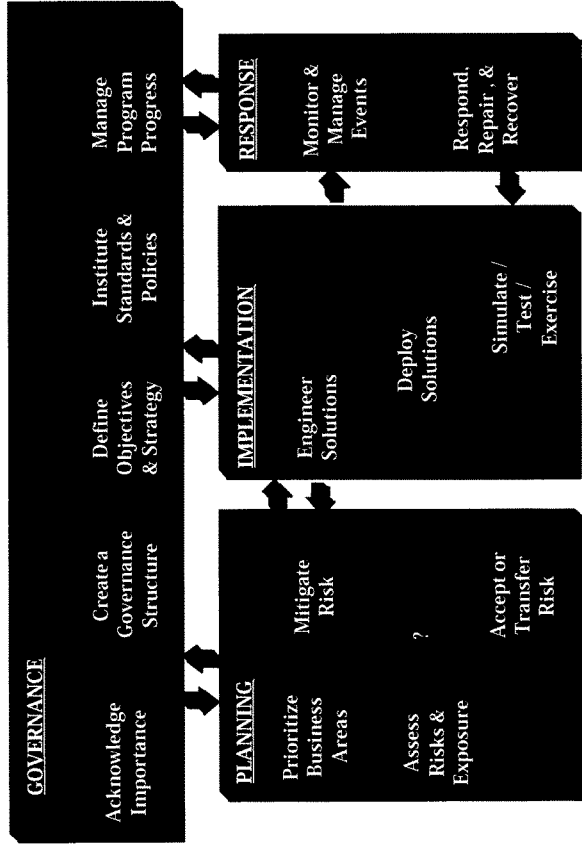 GOVERNANCE
Acknowledge
Importance
Create a
Governance
Structure
Define
Objectives
& Strategy
Institute
Standards &
Policies
Manage
Program
Progress
PLANNING
Prioritize
Business
Areas
Assess
Risks &
Exposure
Mitigate
Risk
?
Accept or
Transfer
Risk
IMPLEMENTATION
Engineer
Solutions
Deploy
Solutions
Simulate /
Test /
Exercise
RESPONSE
Monitor &
Manage
Events
Respond,
Repair , &
Recover